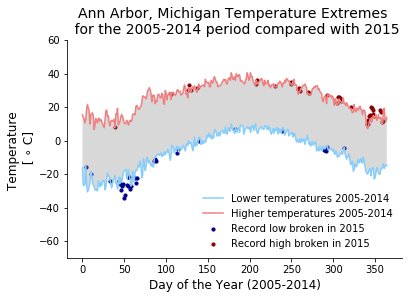 Ann Arbor, Michigan Temperature Extremes
for the 2005-2014 period compared with 2015
60
40
20
0
−20
−40
−60
Temperature
[ ∘ C]
Lower temperatures 2005-2014
Higher temperatures 2005-2014
Record low broken in 2015
Record high broken in 2015
0 50 100 150 200 250 300 350
Day of the Year (2005-2014)